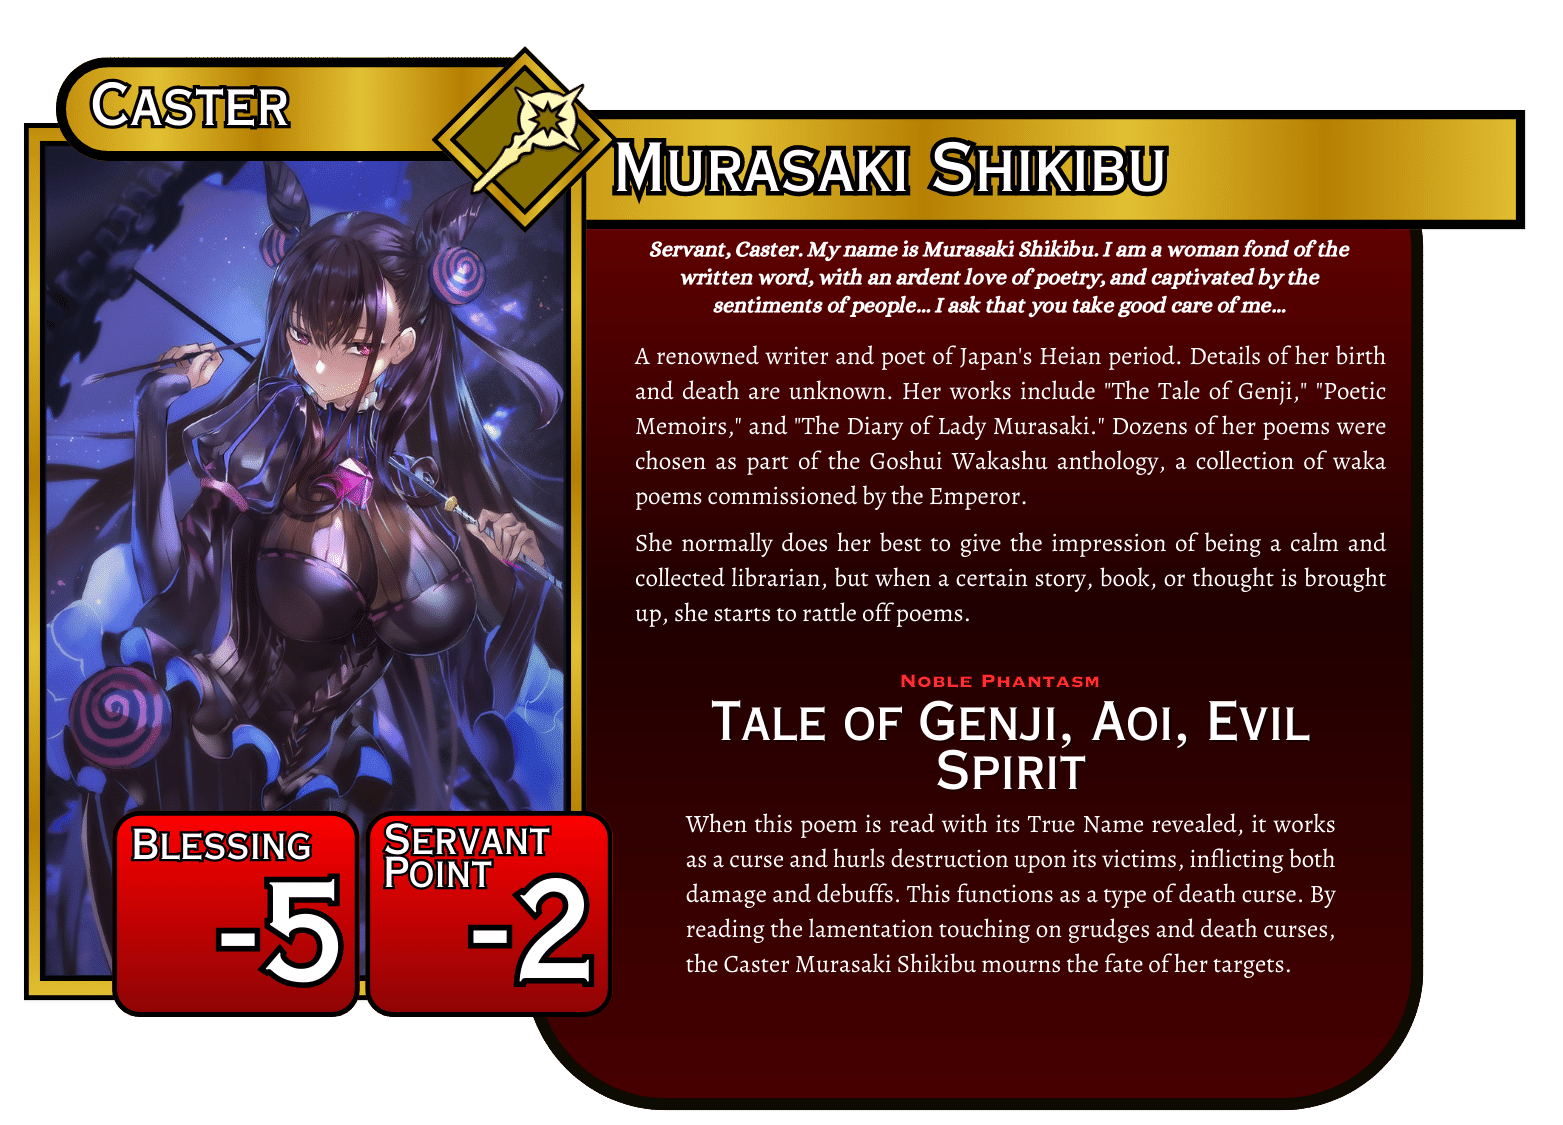 Caster
Murasaki Shikibu
Servant, Caster. My name is Murasaki Shikibu. I am a woman fond of the
written word, with an ardent love of poetry, and captivated by the
sentiments of people... I ask that you take good care of me...
A renowned writer and poet of Japan's Heian period. Details of her birth
and death are unknown. Her works include "The Tale of Genji," "Poetic
Memoirs," and "The Diary of Lady Murasaki." Dozens of her poems were
chosen as part of the Goshui Wakashu anthology, a collection of waka
poems commissioned by the Emperor.
She normally does her best to give the impression of being a calm and
collected librarian, but when a certain story, book, or thought is brought
up, she starts to rattle off poems.
Noble Phantasm
Tale of Genji, Aoi, Evil
Spirit
When this poem is read with its True Name revealed, it works
as a curse and hurls destruction upon its victims, inflicting both
damage and debuffs. This functions as a type of death curse. By
reading the lamentation touching on grudges and death curses,
the Caster Murasaki Shikibu mourns the fate of her targets.
Blessing
-5
Servant
Point
-2